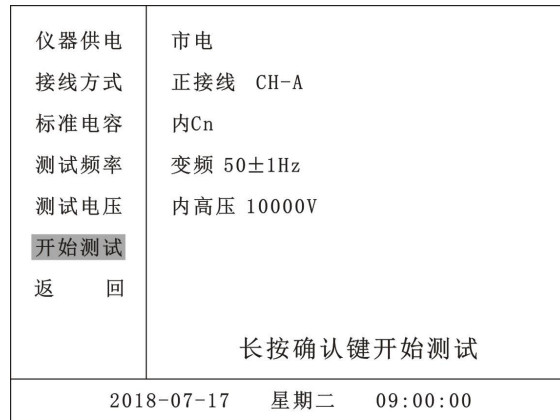 仪器供电 市电
接线方式 正接线 CH-A
标准电容 内Cn
测试频率 变频 50±1Hz
测试电压 内高压 10000V
开始测试
返 回
长按确认键开始测试
2018-07-17 星期二 09:00:00